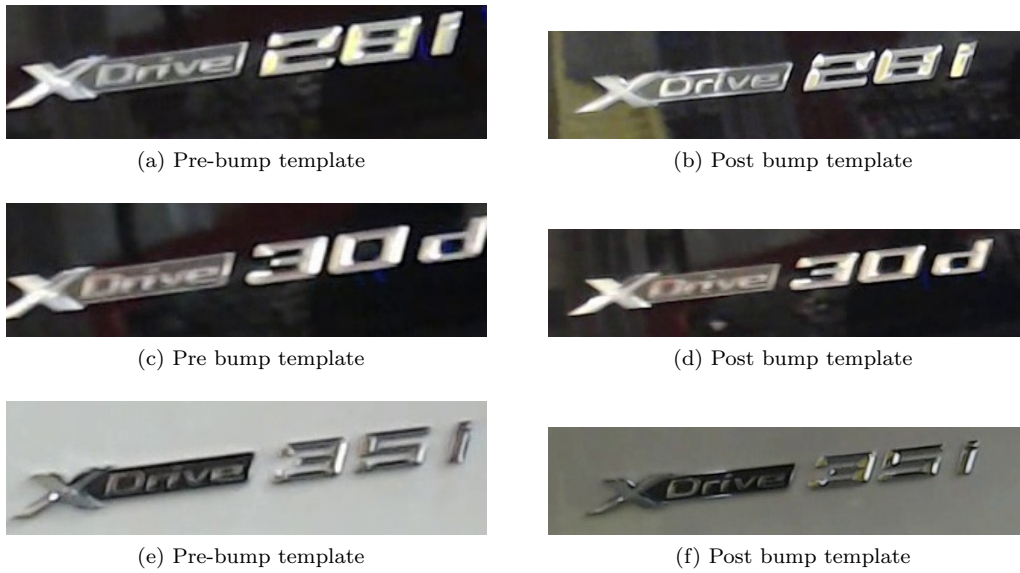 XDrive 28i
XDrive 28i
(a) Pre-bump template
(b) Post bump template
XDrive 30d
XDrive 30d
(c) Pre bump template
(d) Post bump template
XDrive 35i
XDrive 35i
(e) Pre-bump template
(f) Post bump template